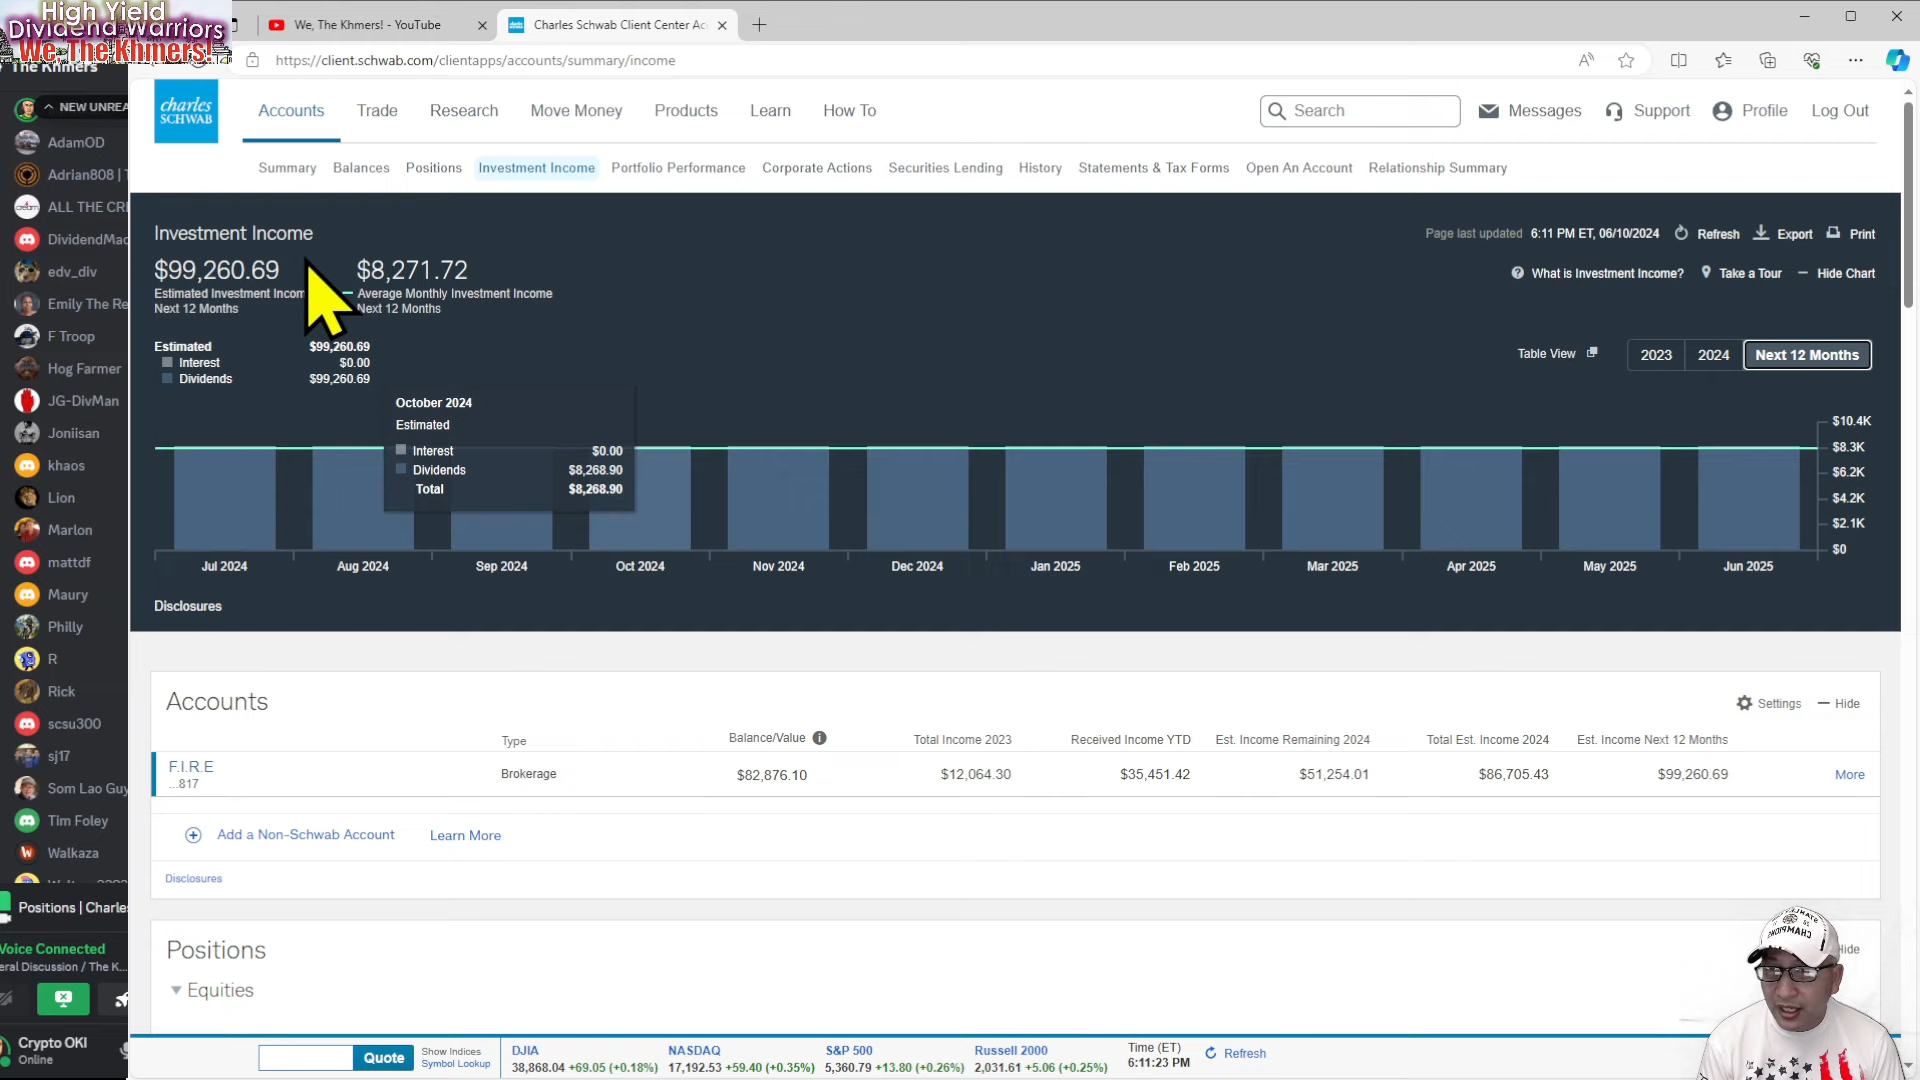 High Yield
Dividend Warriors
We, The Khmers!
The Khmers
We, The Khmers! - YouTube
Charles Schwab Client Center Acc
https://client.schwab.com/clientapps/accounts/summary/income
charles
SCHWAB
Accounts
Trade
Research
Move Money
Products
Learn
How To
Search
Messages
Support
Profile
Log Out
Summary
Balances
Positions
Investment Income
Portfolio Performance
Corporate Actions
Securities Lending
History
Statements & Tax Forms
Open An Account
Relationship Summary
NEW UNREA
AdamOD
Adrian808 | T
ALL THE CRE
DividendMac
edv_div
Emily The Re
F Troop
Hog Farmer
JG-DivMan
Joniisan
khaos
Lion
Marlon
mattdf
Maury
Philly
R
Rick
scsu300
sj17
Som Lao Guy
Tim Foley
Walkaza
Positions | Charles
Voice Connected
eral Discussion / The K...
Crypto OKI
Online
Investment Income
Page last updated 6:11 PM ET, 06/10/2024
Refresh
Export
Print
$99,260.69
$8,271.72
What is Investment Income?
Take a Tour
Hide Chart
Estimated Investment Incom
Average Monthly Investment Income
Next 12 Months
Next 12 Months
Estimated $99,260.69
Interest $0.00
Dividends $99,260.69
Table View
2023
2024
Next 12 Months
October 2024
Estimated
Interest $0.00
Dividends $8,268.90
Total $8,268.90
$10.4K
$8.3K
$6.2K
$4.2K
$2.1K
$0
Jul 2024
Aug 2024
Sep 2024
Oct 2024
Nov 2024
Dec 2024
Jan 2025
Feb 2025
Mar 2025
Apr 2025
May 2025
Jun 2025
Disclosures
Accounts
Settings
Hide
Type
Balance/Value
Total Income 2023
Received Income YTD
Est. Income Remaining 2024
Total Est. Income 2024
Est. Income Next 12 Months
F.I.R.E
...817
Brokerage
$82,876.10
$12,064.30
$35,451.42
$51,254.01
$86,705.43
$99,260.69
More
Add a Non-Schwab Account
Learn More
Disclosures
Positions
Hide
Equities
Quote
Show Indices
Symbol Lookup
DJIA
38,868.04 +69.05 (+0.18%)
NASDAQ
17,192.53 +59.40 (+0.35%)
S&P 500
5,360.79 +13.80 (+0.26%)
Russell 2000
2,031.61 +5.06 (+0.25%)
Time (ET)
6:11:23 PM
Refresh